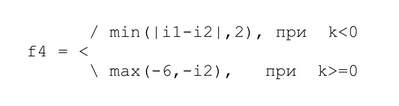 / min(|i1-i2|,2), при k<0
f4 = <
\ max(-6,-i2), при k>=0